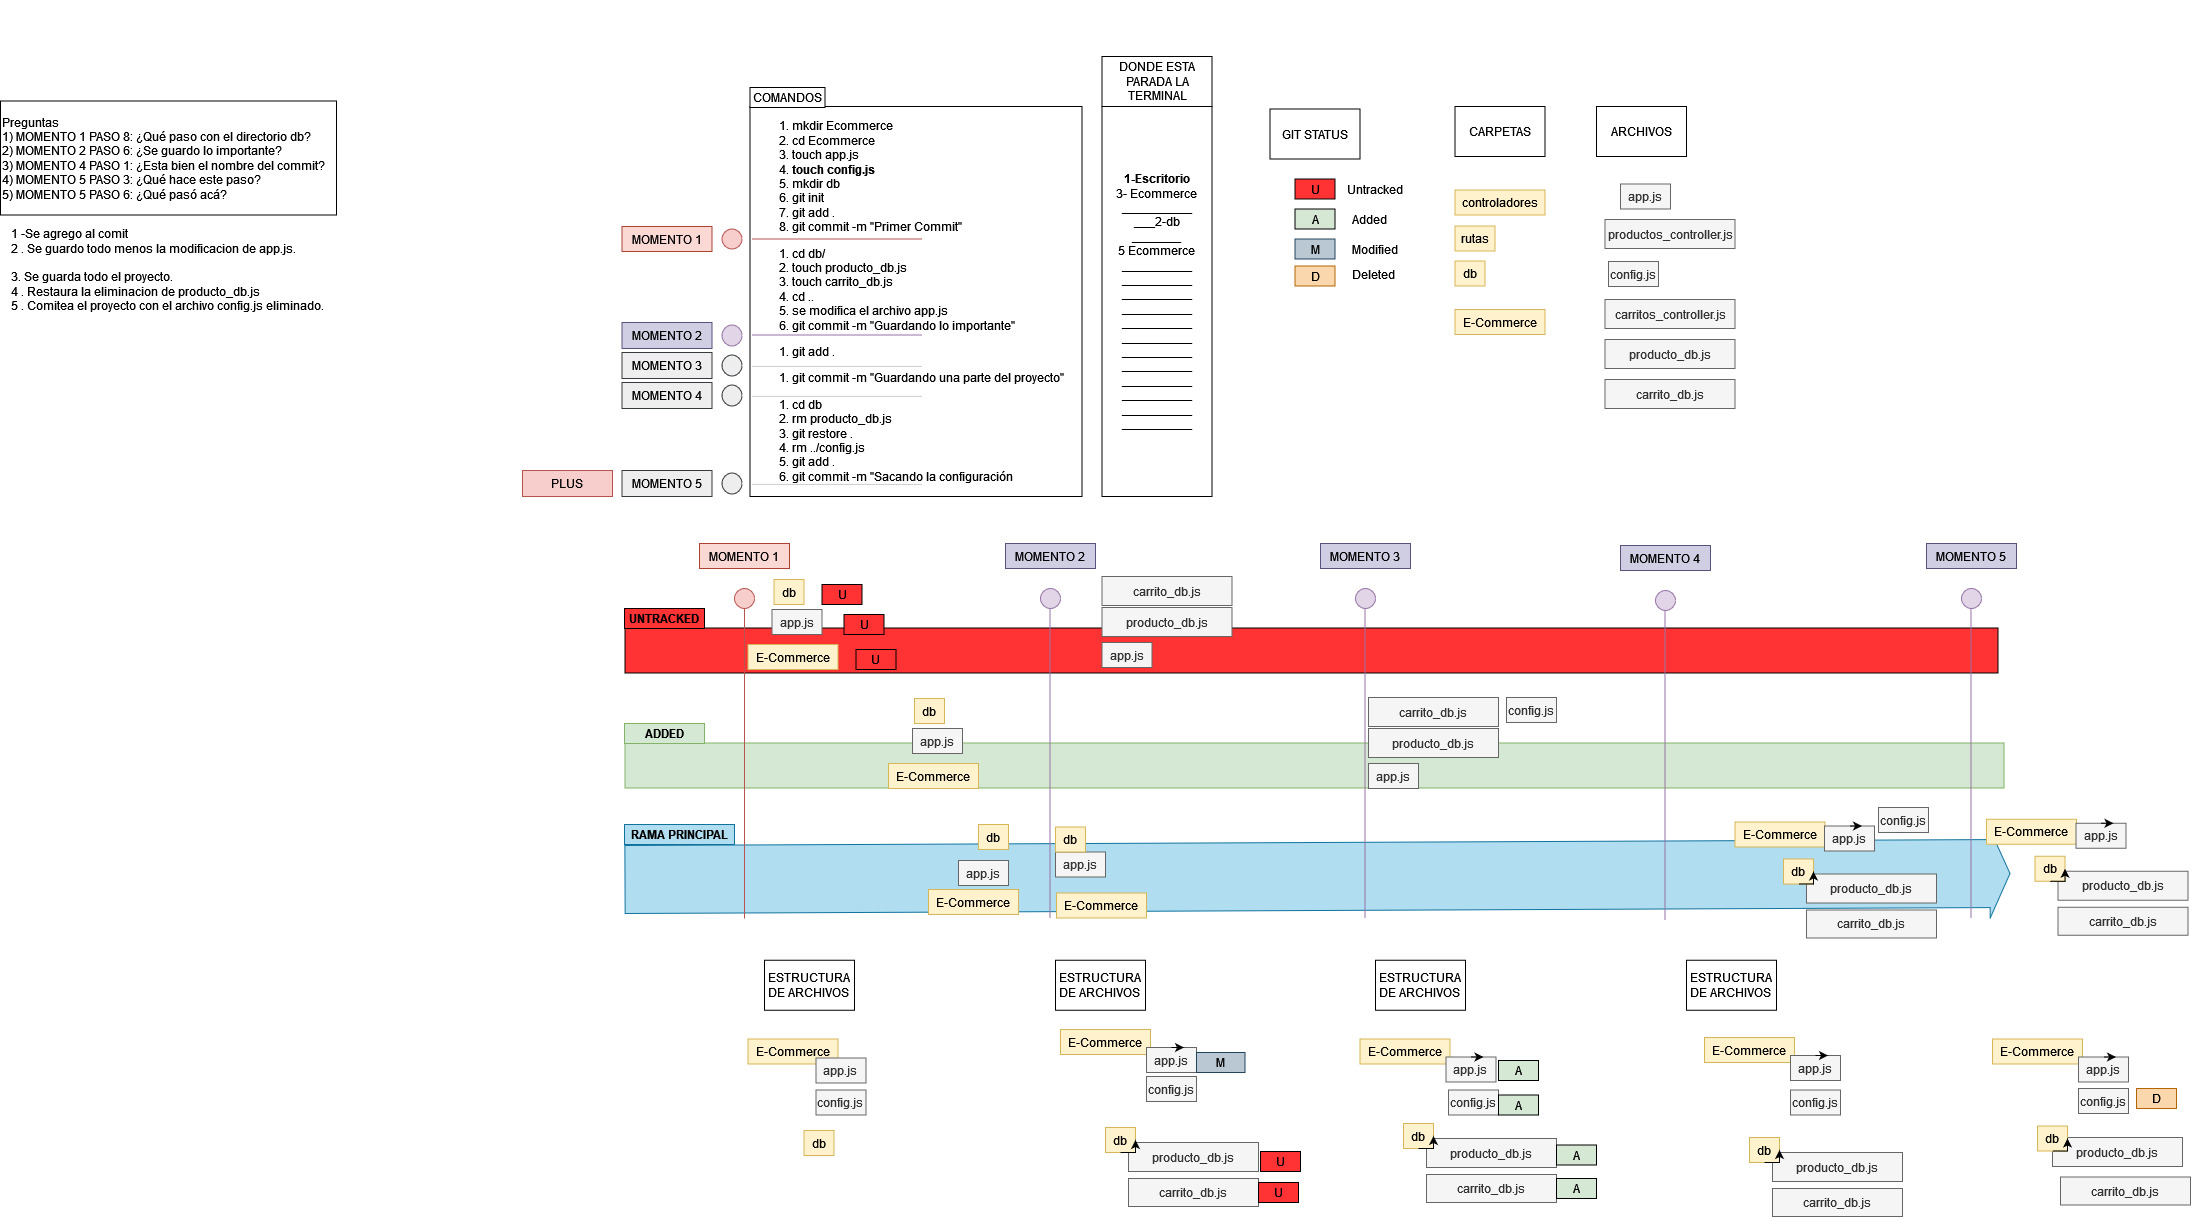 Preguntas
1) MOMENTO 1 PASO 8: ¿Qué paso con el directorio db?
2) MOMENTO 2 PASO 6: ¿Se guardo lo importante?
3) MOMENTO 4 PASO 1: ¿Esta bien el nombre del commit?
4) MOMENTO 5 PASO 3: ¿Qué hace este paso?
5) MOMENTO 5 PASO 6: ¿Qué pasó acá?
1 -Se agrego al comit
2 . Se guardo todo menos la modificacion de app.js.
3. Se guarda todo el proyecto.
4 . Restaura la eliminacion de producto_db.js
5 . Comitea el proyecto con el archivo config.js eliminado.
COMANDOS
1. mkdir Ecommerce
2. cd Ecommerce
3. touch app.js
4. touch config.js
5. mkdir db
6. git init
7. git add .
8. git commit -m "Primer Commit"
MOMENTO 1
1. cd db/
2. touch producto_db.js
3. touch carrito_db.js
4. cd ..
5. se modifica el archivo app.js
6. git commit -m "Guardando lo importante"
MOMENTO 2
1. git add .
MOMENTO 3
1. git commit -m "Guardando una parte del proyecto"
MOMENTO 4
1. cd db
2. rm producto_db.js
3. git restore .
4. rm ../config.js
5. git add .
6. git commit -m "Sacando la configuración
PLUS
MOMENTO 5
DONDE ESTA
PARADA LA
TERMINAL
1-Escritorio
3- Ecommerce
___2-db
5 Ecommerce
GIT STATUS
U Untracked
A Added
M Modified
D Deleted
CARPETAS
controladores
rutas
db
E-Commerce
ARCHIVOS
app.js
productos_controller.js
config.js
carritos_controller.js
producto_db.js
carrito_db.js
MOMENTO 1
MOMENTO 2
MOMENTO 3
MOMENTO 4
MOMENTO 5
UNTRACKED
db
U
app.js
U
E-Commerce
U
carrito_db.js
producto_db.js
app.js
ADDED
db
app.js
E-Commerce
carrito_db.js
config.js
producto_db.js
app.js
RAMA PRINCIPAL
db
app.js
E-Commerce
db
app.js
E-Commerce
E-Commerce
app.js
config.js
db
producto_db.js
carrito_db.js
E-Commerce
app.js
db
producto_db.js
carrito_db.js
ESTRUCTURA
DE ARCHIVOS
E-Commerce
app.js
config.js
db
ESTRUCTURA
DE ARCHIVOS
E-Commerce
app.js
M
config.js
db
producto_db.js
U
carrito_db.js
U
ESTRUCTURA
DE ARCHIVOS
E-Commerce
app.js
A
config.js
A
db
producto_db.js
A
carrito_db.js
A
ESTRUCTURA
DE ARCHIVOS
E-Commerce
app.js
config.js
db
producto_db.js
carrito_db.js
E-Commerce
app.js
config.js
D
db
producto_db.js
carrito_db.js